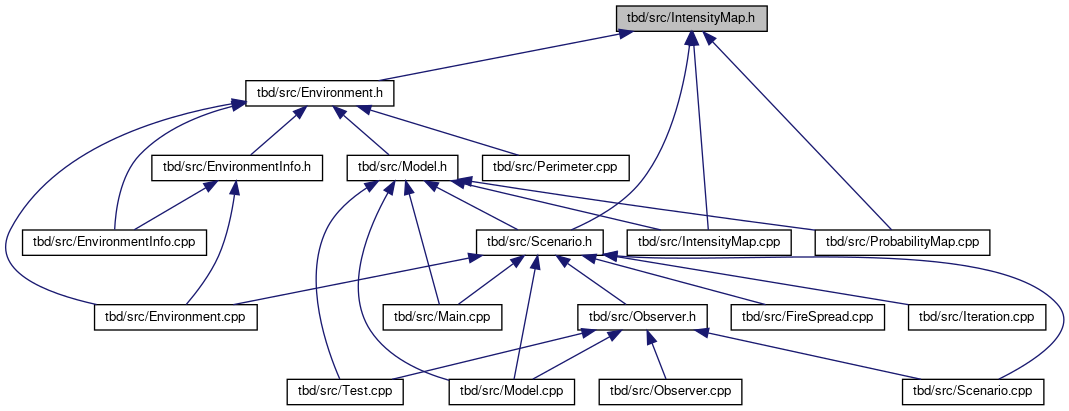 tbd/src/IntensityMap.h
tbd/src/Environment.h
tbd/src/EnvironmentInfo.h
tbd/src/Model.h
tbd/src/Perimeter.cpp
tbd/src/EnvironmentInfo.cpp
tbd/src/Scenario.h
tbd/src/IntensityMap.cpp
tbd/src/ProbabilityMap.cpp
tbd/src/Environment.cpp
tbd/src/Main.cpp
tbd/src/Observer.h
tbd/src/FireSpread.cpp
tbd/src/Iteration.cpp
tbd/src/Test.cpp
tbd/src/Model.cpp
tbd/src/Observer.cpp
tbd/src/Scenario.cpp